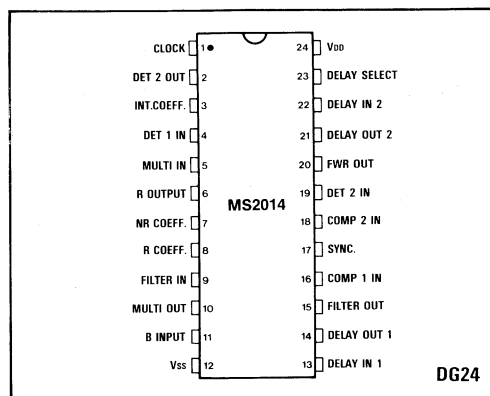 CLOCK 1 24 VDD
DET 2 OUT 2 23 DELAY SELECT
INT.COEFF. 3 22 DELAY IN 2
DET 1 IN 4 21 DELAY OUT 2
MULTI IN 5 20 FWR OUT
R OUTPUT 6 19 DET 2 IN
MS2014
NR COEFF. 7 18 COMP 2 IN
R COEFF. 8 17 SYNC.
FILTER IN 9 16 COMP 1 IN
MULTI OUT 10 15 FILTER OUT
B INPUT 11 14 DELAY OUT 1
VSS 12 13 DELAY IN 1
DG24